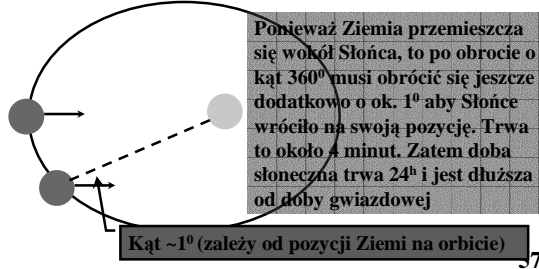 Ponieważ Ziemia przemieszcza
się wokół Słońca, to po obrocie o
kąt 360⁰ musi obrócić się jeszcze
dodatkowo o ok. 1⁰ aby Słońce
wróciło na swoją pozycję. Trwa
to około 4 minut. Zatem doba
słoneczna trwa 24ʰ i jest dłuższa
od doby gwiazdowej
Kąt ~1⁰ (zależy od pozycji Ziemi na orbicie)
37